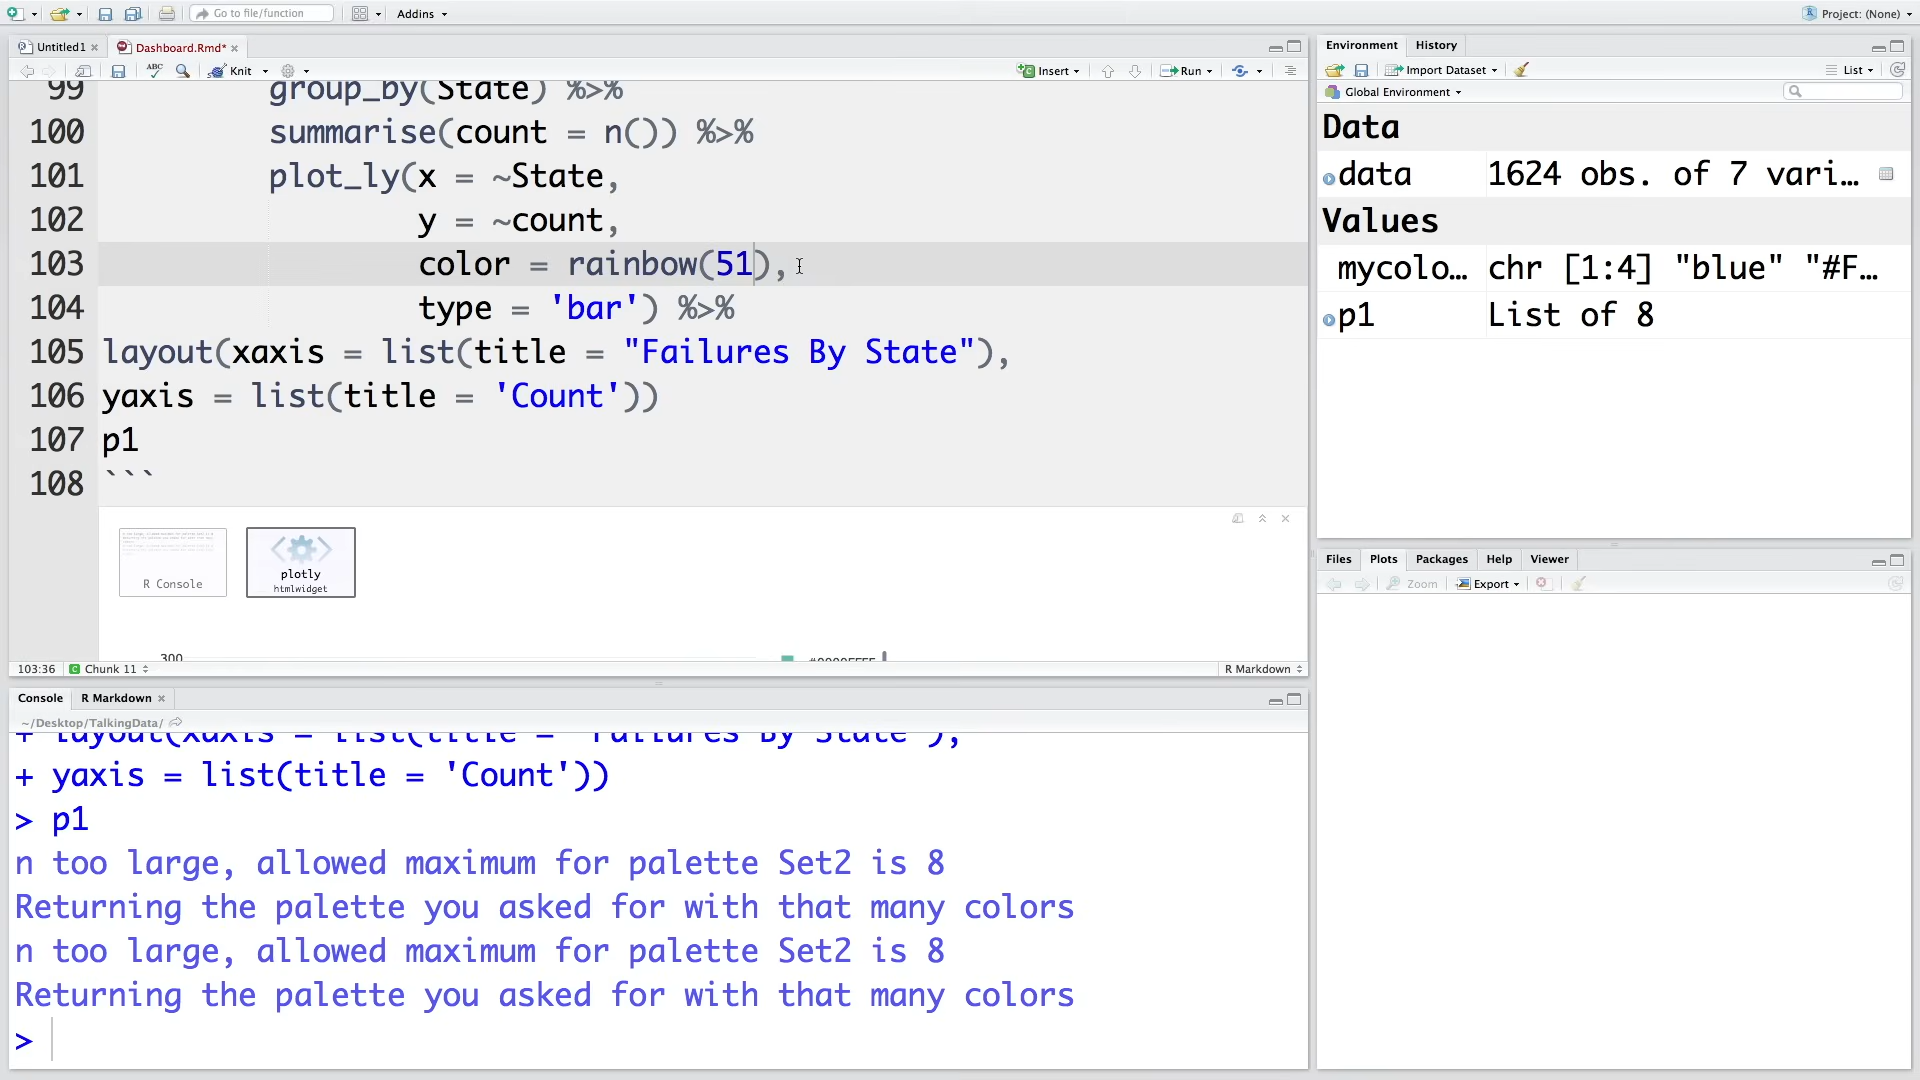 Go to file/function
Addins
Project: (None)
Untitled1
Dashboard.Rmd*
ABC
Knit
Insert
Run
99 group_by(State) %>%
100 summarise(count = n()) %>%
101 plot_ly(x = ~State,
102 y = ~count,
103 color = rainbow(51),
104 type = 'bar') %>%
105 layout(xaxis = list(title = "Failures By State"),
106 yaxis = list(title = 'Count'))
107 p1
108 ```
R Console
plotly
htmlwidget
300
#0000FFFF
103:36
Chunk 11
R Markdown
Console
R Markdown
~/Desktop/TalkingData/
+ layout(xaxis = list(title = "Failures By State"),
+ yaxis = list(title = 'Count'))
> p1
n too large, allowed maximum for palette Set2 is 8
Returning the palette you asked for with that many colors
n too large, allowed maximum for palette Set2 is 8
Returning the palette you asked for with that many colors
>
Environment
History
Import Dataset
List
Global Environment
Data
data 1624 obs. of 7 vari…
Values
mycolo… chr [1:4] "blue" "#F…
p1 List of 8
Files
Plots
Packages
Help
Viewer
Zoom
Export